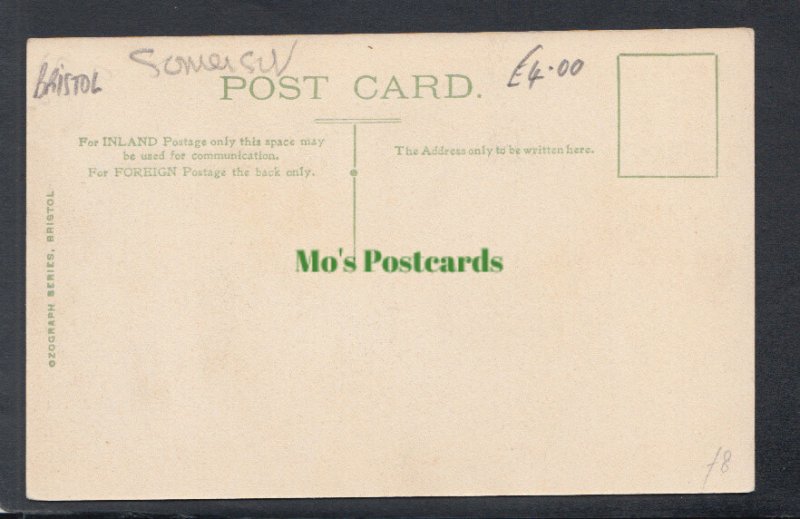 BRISTOL
Somerset
£4.00
POST CARD.
For INLAND Postage only this space may
be used for communication.
For FOREIGN Postage the back only.
The Address only to be written here.
OZOGRAPH SERIES, BRISTOL
Mo's Postcards
/8